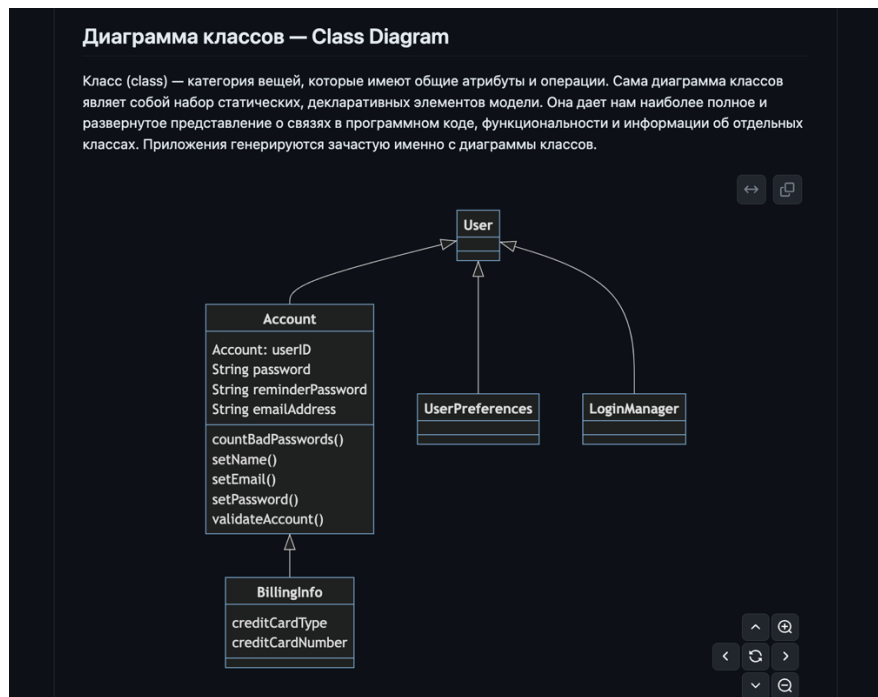 Диаграмма классов — Class Diagram
Класс (class) — категория вещей, которые имеют общие атрибуты и операции. Сама диаграмма классов
являет собой набор статических, декларативных элементов модели. Она дает нам наиболее полное и
развернутое представление о связях в программном коде, функциональности и информации об отдельных
классах. Приложения генерируются зачастую именно с диаграммы классов.
User
Account
Account: userID
String password
String reminderPassword
String emailAddress
countBadPasswords()
setName()
setEmail()
setPassword()
validateAccount()
UserPreferences
LoginManager
BillingInfo
creditCardType
creditCardNumber